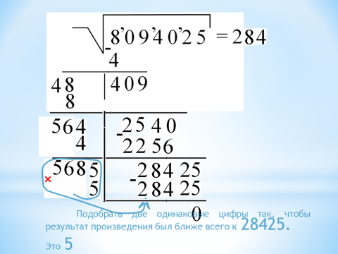 8'09'40'25 = 284
- 4
48 409
8
564 - 2540
4 2256
5685 - 28425
× 5 28425
0
Подобрать две одинаковые цифры так, чтобы
результат произведения был ближе всего к 28425.
Это 5